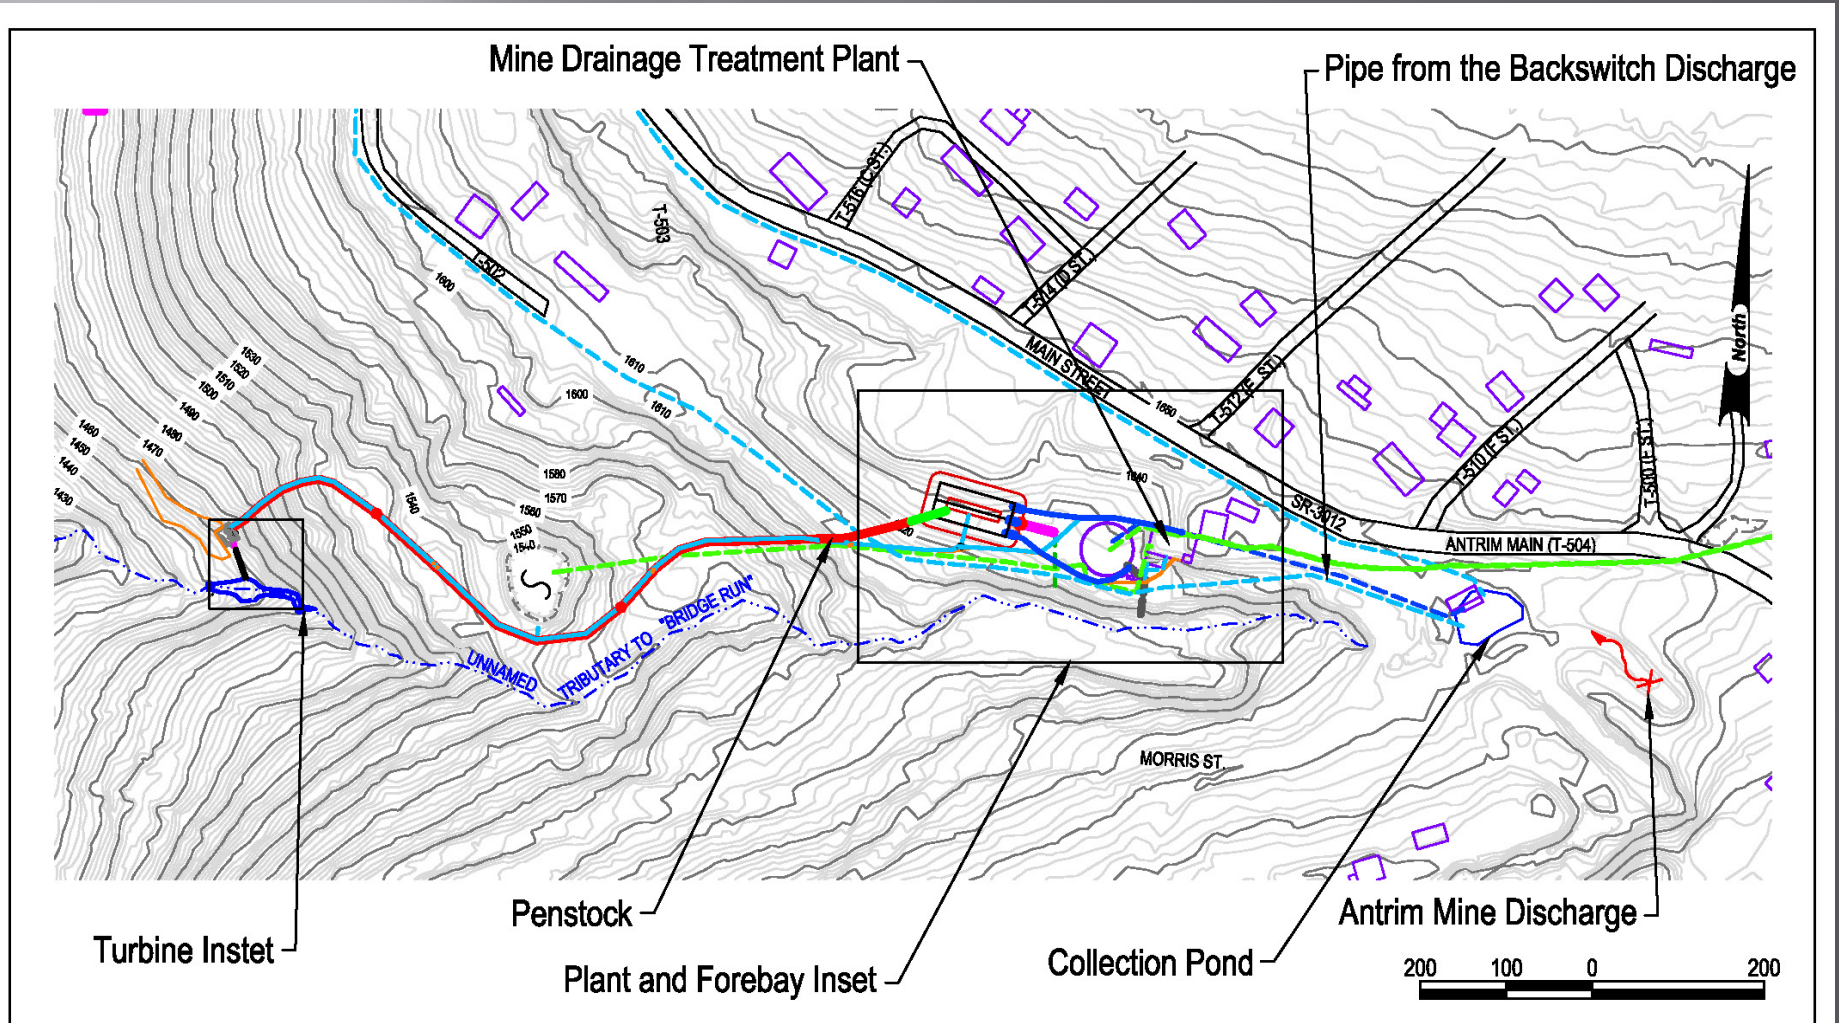 Mine Drainage Treatment Plant
Pipe from the Backswitch Discharge
T-516 (C ST.)
T-503
T-502
1600
T-514 (D ST.)
North
1530
1520
1510
1500
1490
1480
1470
1460
1450
1440
1430
1610
1600
1610
MAIN STREET
1650
T-512 (E ST.)
T-510 (F ST.)
1580
1570
1560
1550
1540
1540
1640
SR-3012
ANTRIM MAIN (T-504)
UNNAMED
TRIBUTARY TO
"BRIDGE RUN"
MORRIS ST.
Penstock
Antrim Mine Discharge
Turbine Instet
Plant and Forebay Inset
Collection Pond
200 100 0 200